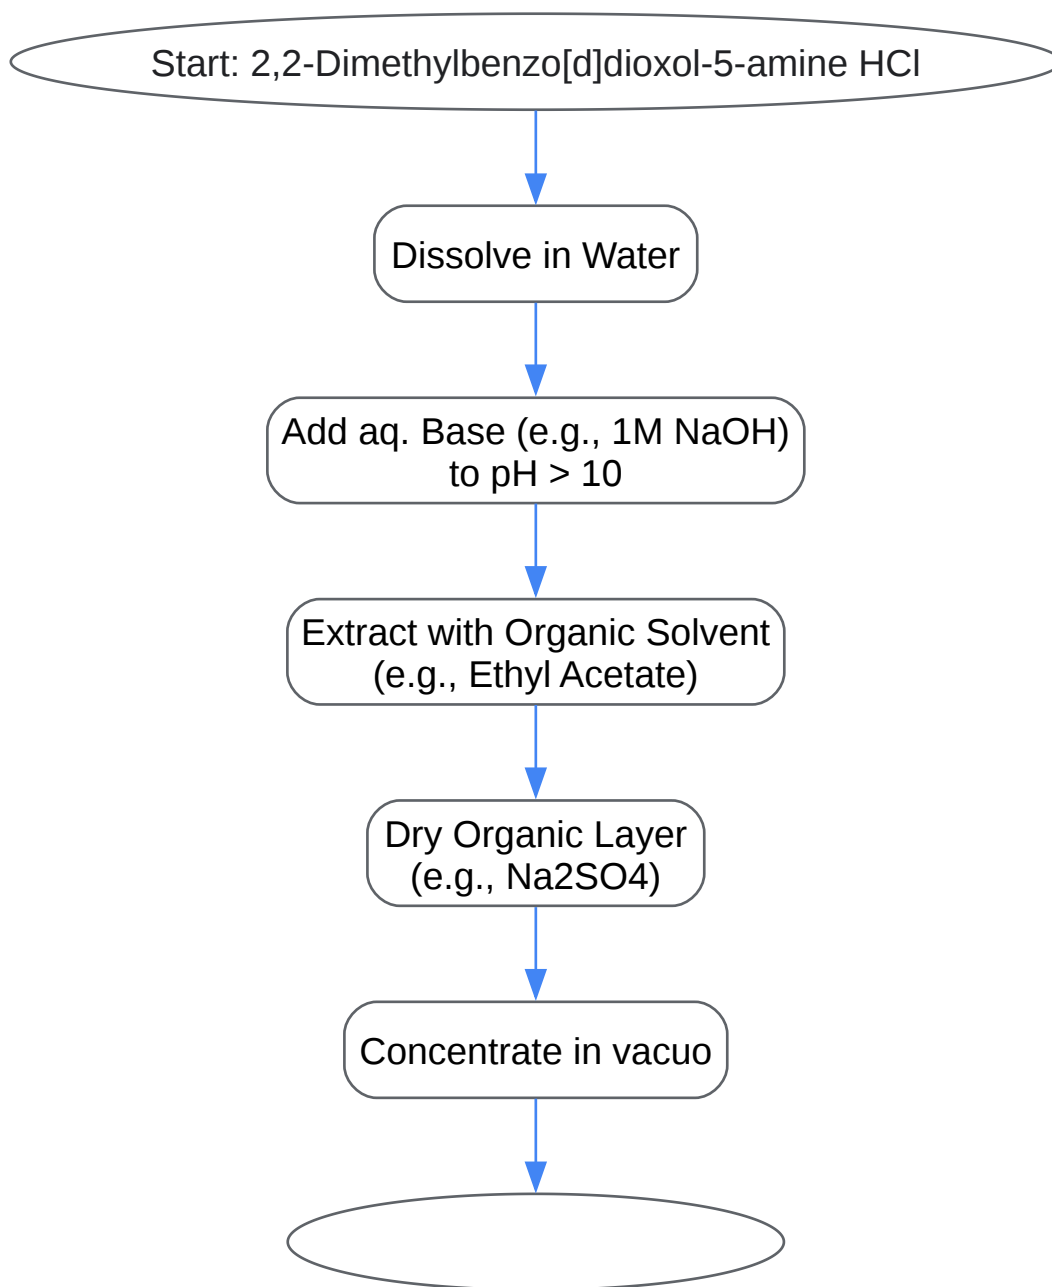 Start: 2,2-Dimethylbenzo[d]dioxol-5-amine HCl
Dissolve in Water
Add aq. Base (e.g., 1M NaOH)
to pH > 10
Extract with Organic Solvent
(e.g., Ethyl Acetate)
Dry Organic Layer
(e.g., Na2SO4)
Concentrate in vacuo